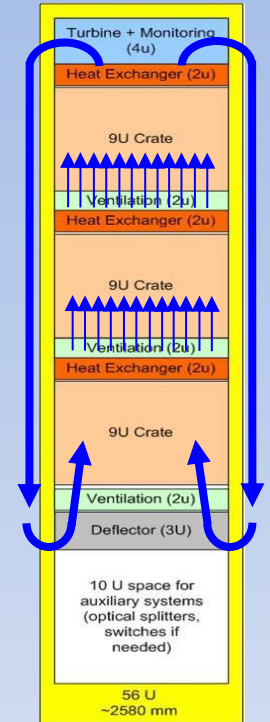 Turbine + Monitoring
(4u)
Heat Exchanger (2u)
9U Crate
Ventilation (2u)
Heat Exchanger (2u)
9U Crate
Ventilation (2u)
Heat Exchanger (2u)
9U Crate
Ventilation (2u)
Deflector (3U)
10 U space for
auxiliary systems
(optical splitters,
switches if
needed)
56 U
~2580 mm